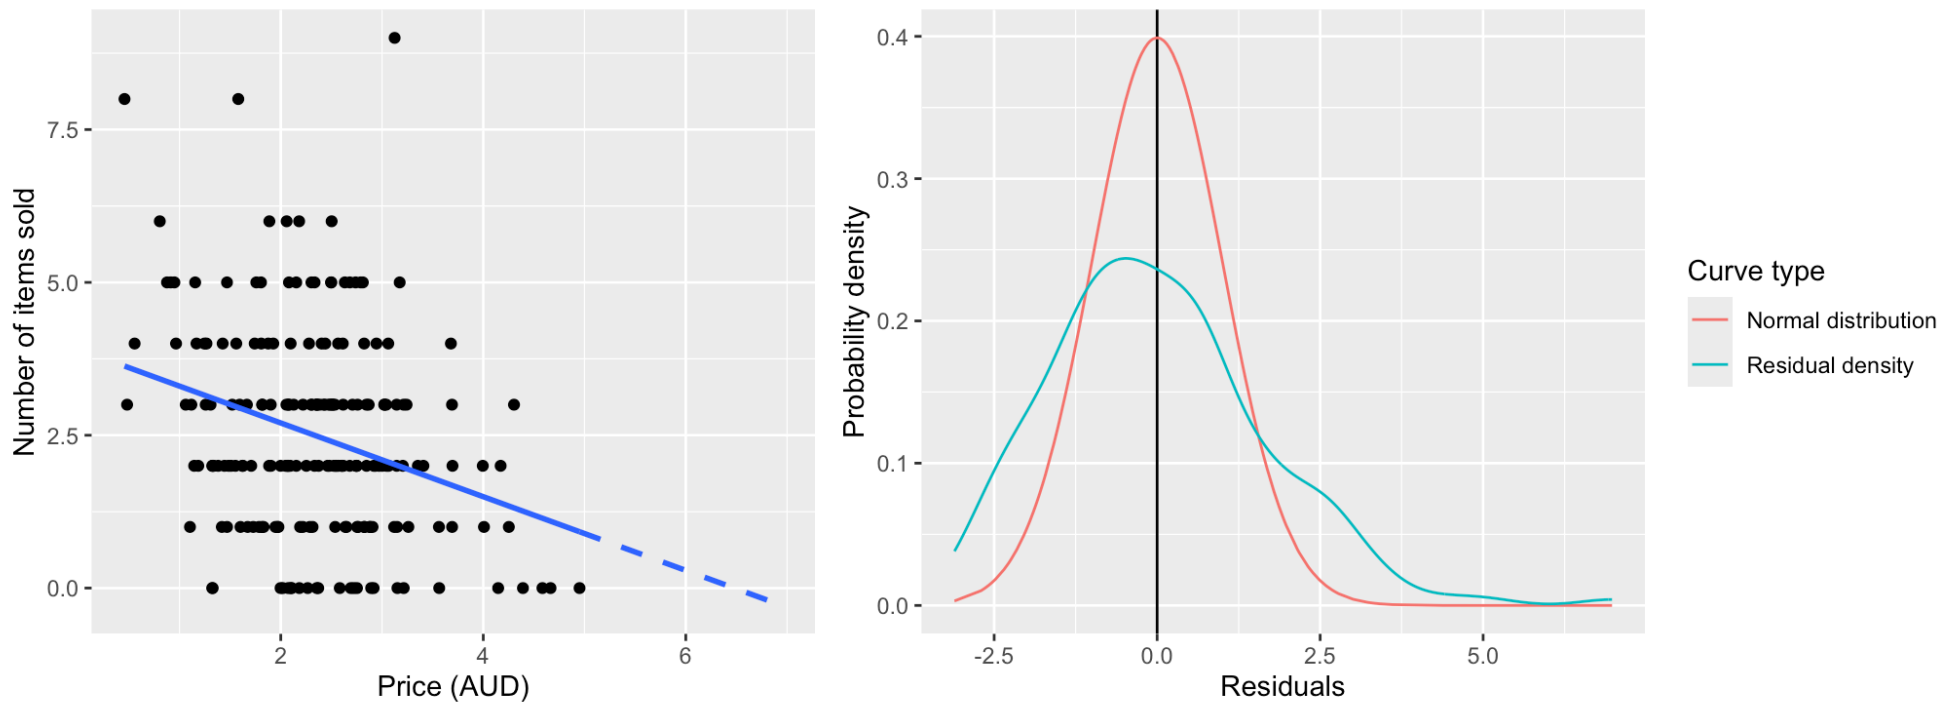 Number of items sold
7.5
5.0
2.5
0.0
2
4
6
Price (AUD)
Probability density
0.4
0.3
0.2
0.1
0.0
-2.5
0.0
2.5
5.0
Residuals
Curve type
Normal distribution
Residual density